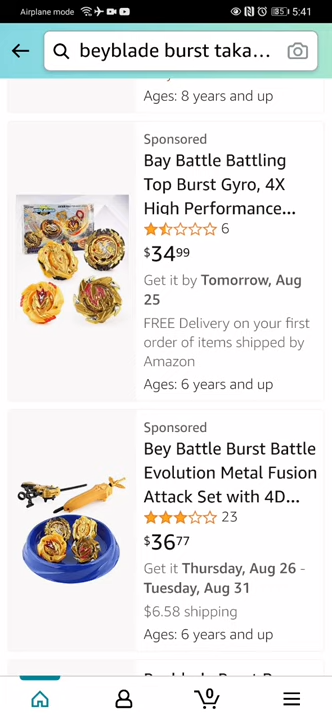 Airplane mode
85 5:41
beyblade burst taka...
Ages: 8 years and up
Sponsored
Bay Battle Battling
Top Burst Gyro, 4X
High Performance...
6
$34.99
Get it by Tomorrow, Aug
25
FREE Delivery on your first
order of items shipped by
Amazon
Ages: 6 years and up
Sponsored
Bey Battle Burst Battle
Evolution Metal Fusion
Attack Set with 4D...
23
$36.77
Get it Thursday, Aug 26 -
Tuesday, Aug 31
$6.58 shipping
Ages: 6 years and up
0